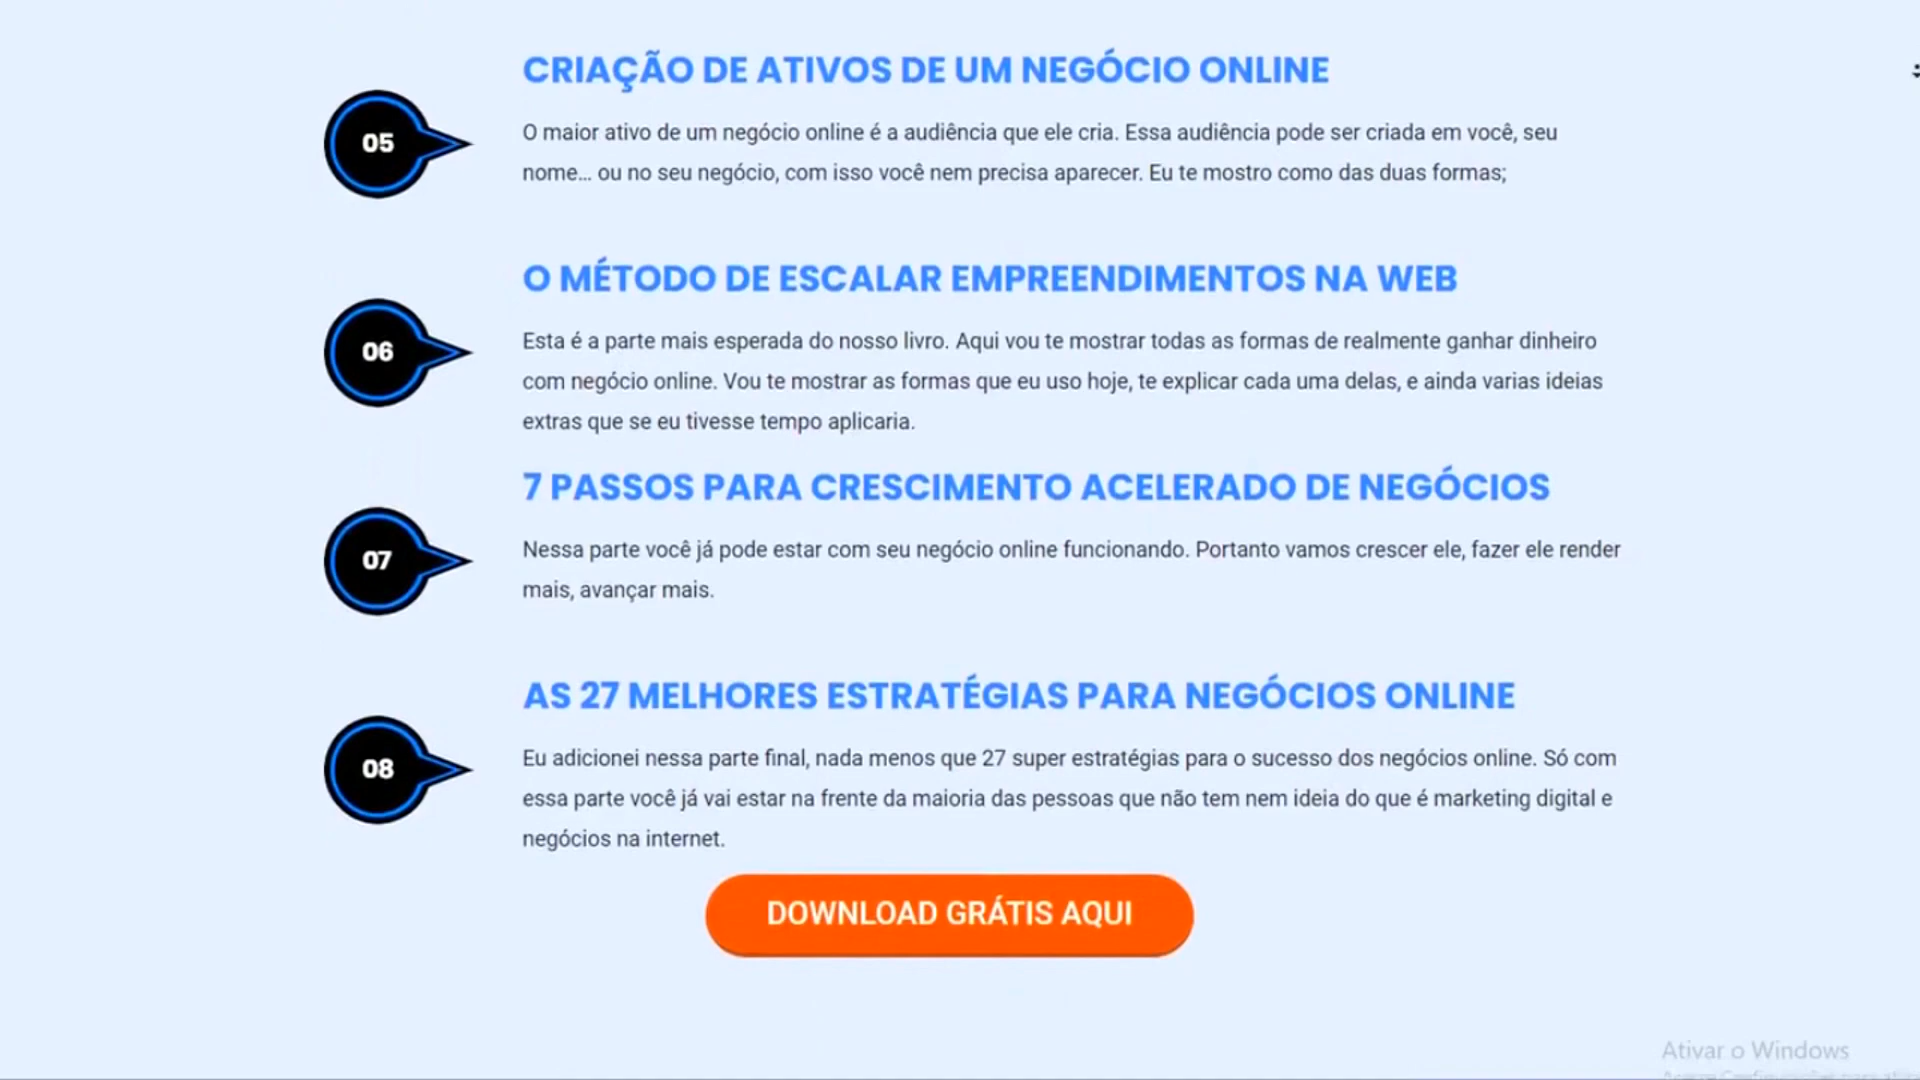 CRIAÇÃO DE ATIVOS DE UM NEGÓCIO ONLINE
05
O maior ativo de um negócio online é a audiência que ele cria. Essa audiência pode ser criada em você, seu
nome... ou no seu negócio, com isso você nem precisa aparecer. Eu te mostro como das duas formas;
O MÉTODO DE ESCALAR EMPREENDIMENTOS NA WEB
06
Esta é a parte mais esperada do nosso livro. Aqui vou te mostrar todas as formas de realmente ganhar dinheiro
com negócio online. Vou te mostrar as formas que eu uso hoje, te explicar cada uma delas, e ainda varias ideias
extras que se eu tivesse tempo aplicaria.
7 PASSOS PARA CRESCIMENTO ACELERADO DE NEGÓCIOS
07
Nessa parte você já pode estar com seu negócio online funcionando. Portanto vamos crescer ele, fazer ele render
mais, avançar mais.
AS 27 MELHORES ESTRATÉGIAS PARA NEGÓCIOS ONLINE
08
Eu adicionei nessa parte final, nada menos que 27 super estratégias para o sucesso dos negócios online. Só com
essa parte você já vai estar na frente da maioria das pessoas que não tem nem ideia do que é marketing digital e
negócios na internet.
DOWNLOAD GRÁTIS AQUI
Ativar o Windows